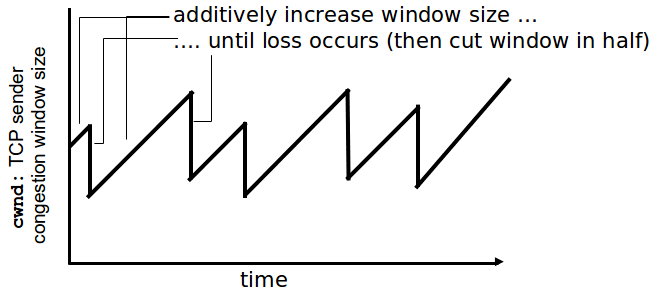 additively increase window size …
…. until loss occurs (then cut window in half)
cwnd: TCP sender
congestion window size
time